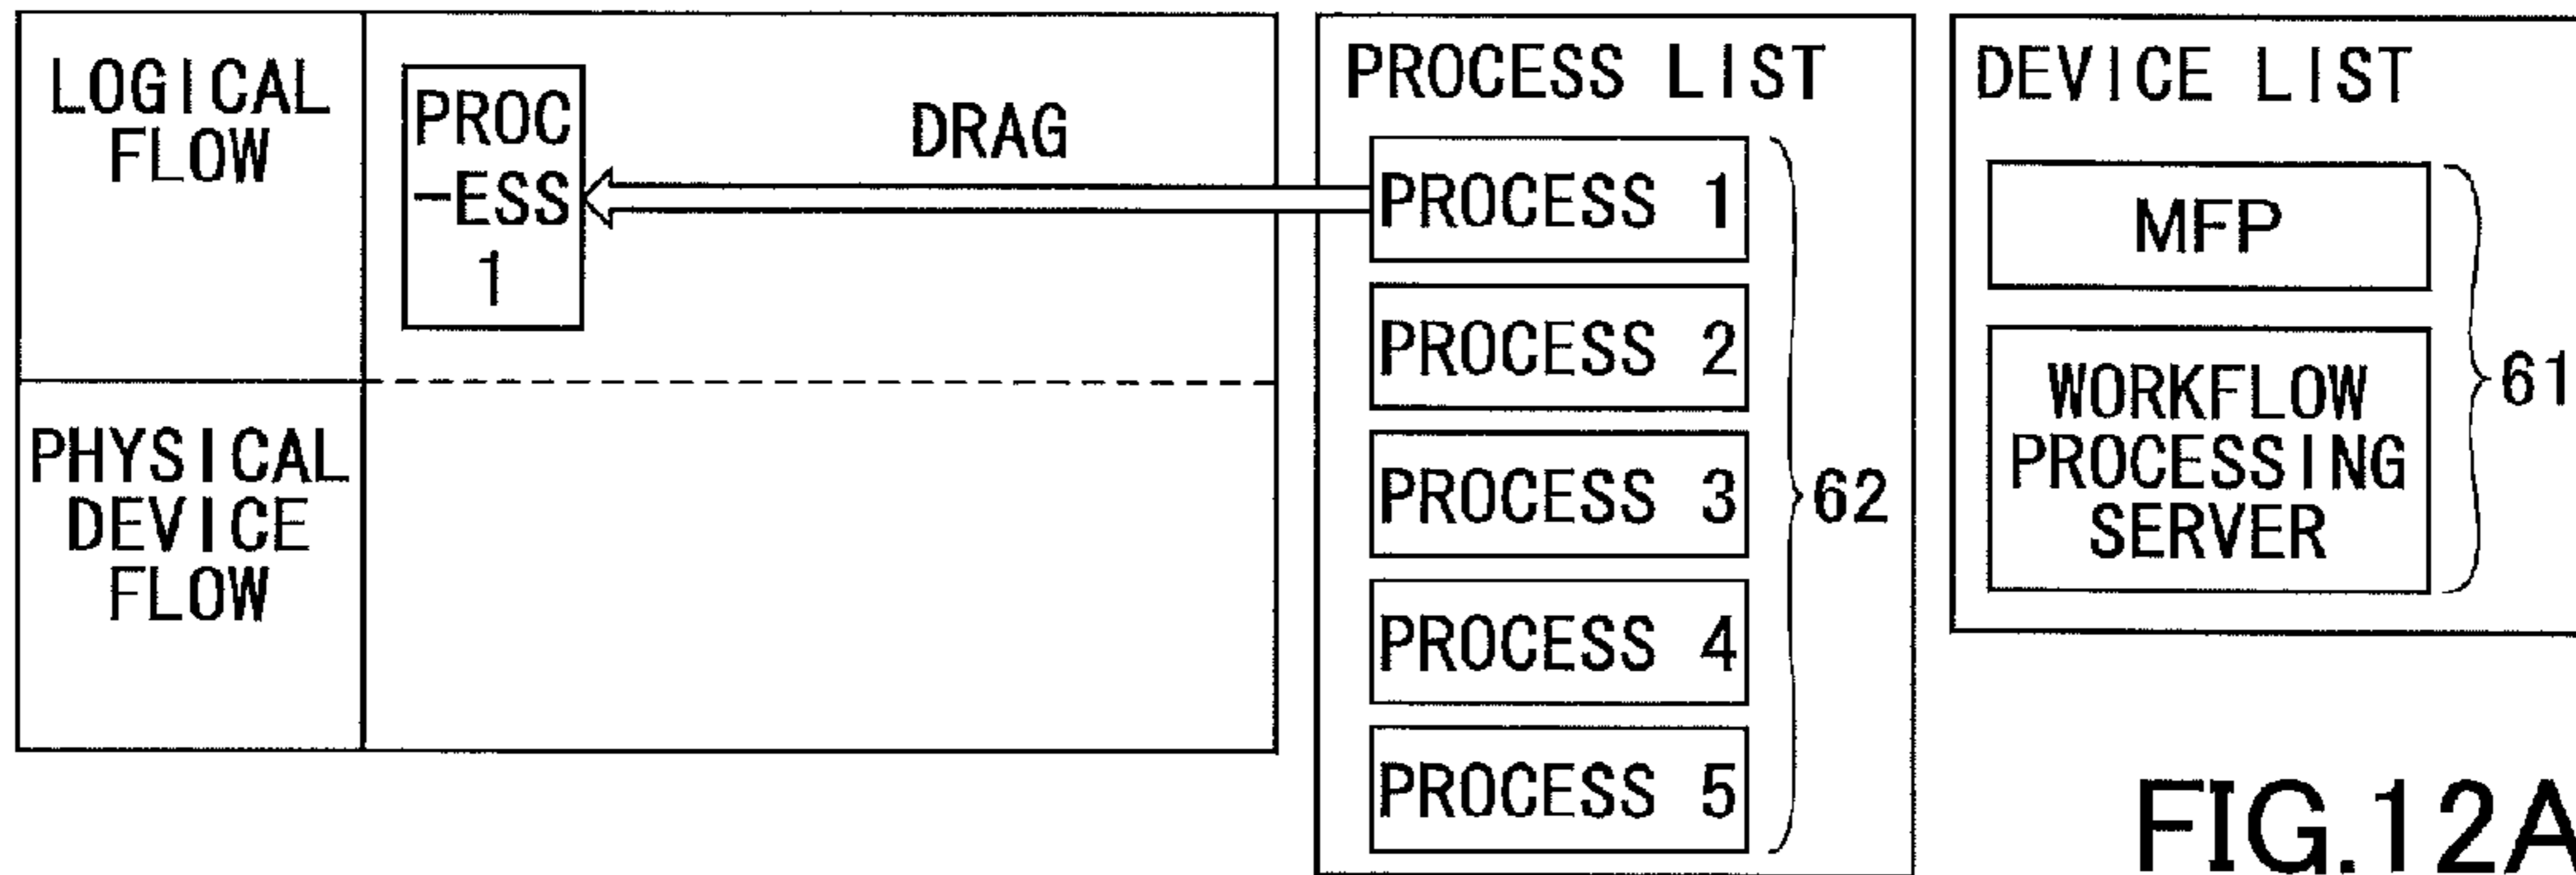 LOGICAL
FLOW
PROC
-ESS
1
DRAG
PHYSICAL
DEVICE
FLOW
PROCESS LIST
PROCESS 1
PROCESS 2
PROCESS 3
PROCESS 4
PROCESS 5
62
DEVICE LIST
MFP
WORKFLOW
PROCESSING
SERVER
61
FIG.12A